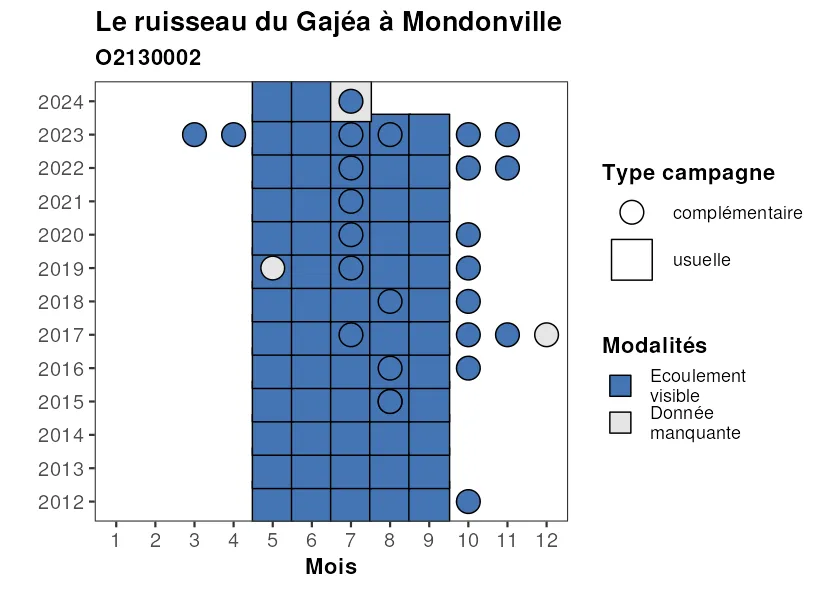 Le ruisseau du Gajéa à Mondonville
O2130002
2024
2023
2022
2021
2020
2019
2018
2017
2016
2015
2014
2013
2012
1 2 3 4 5 6 7 8 9 10 11 12
Mois
Type campagne
complémentaire
usuelle
Modalités
Ecoulement
visible
Donnée
manquante